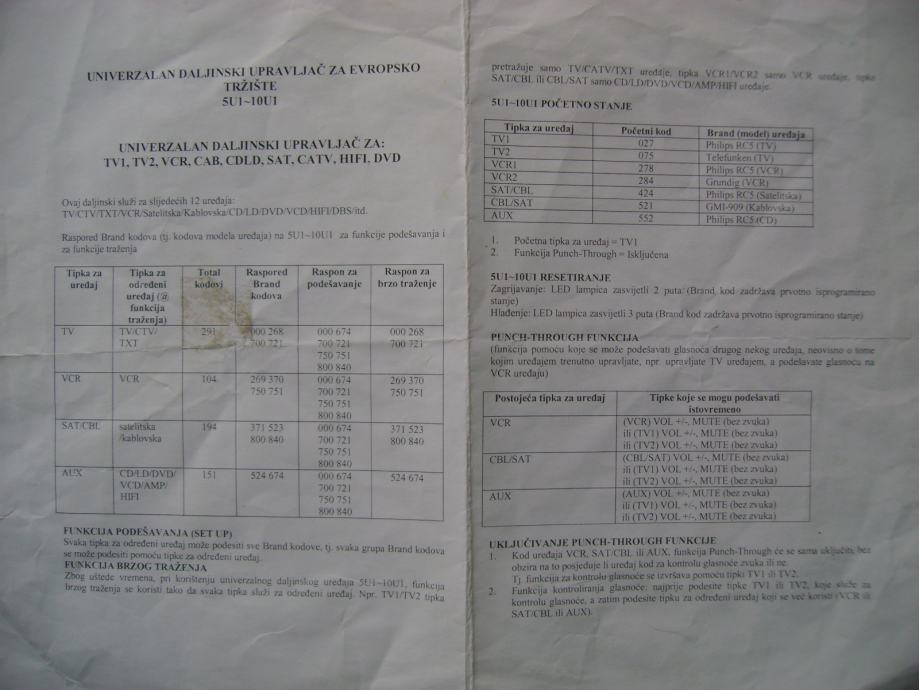 UNIVERZALAN DALJINSKI UPRAVLJAČ ZA EVROPSKO
TRŽIŠTE
5U1~10U1
UNIVERZALAN DALJINSKI UPRAVLJAČ ZA:
TV1, TV2, VCR, CAB, CDLD, SAT, CATV, HIFI, DVD
Ovaj daljinski služi za slijedećih 12 uređaja:
TV/CTV/TXT/VCR/Satelitska/Kablovska/CD/LD/DVD/VCD/HIFI/DBS/itd.
Raspored Brand kodova (tj. kodova modela uređaja) na 5U1~10U1 za funkcije podešavanja i
za funkcije traženja
Tipka za Tipka za Total Raspored Raspon za Raspon za
uređaj određeni kodovi Brand podešavanje brzo traženje
uređaj (@ kodova
funkcija
traženja)
TV TV/CTV/ 291 000 268 000 674 000 268
TXT 700 721 700 721 700 721
750 751
800 840
VCR VCR 104 269 370 000 674 269 370
750 751 700 721 750 751
750 751
800 840
SAT/CBL satelitska 194 371 523 000 674 371 523
/kablovska 800 840 700 721 800 840
750 751
800 840
AUX CD/LD/DVD/ 151 524 674 000 674 524 674
VCD/AMP/ 700 721
HIFI 750 751
800 840
FUNKCIJA PODEŠAVANJA (SET UP)
Svaka tipka za određeni uređaj može podesiti sve Brand kodove, tj. svaka grupa Brand kodova
se može podesiti pomoću tipke za određeni uređaj.
FUNKCIJA BRZOG TRAŽENJA
Zbog uštede vremena, pri korištenju univerzalnog daljinskog uređaja 5U1~10U1, funkcija
brzog traženja se koristi tako da svaka tipka služi za određeni uređaj. Npr. TV1/TV2 tipka
pretražuje samo TV/CATV/TXT uređaje, tipka VCR1/VCR2 samo VCR uređaje, tipke
SAT/CBL ili CBL/SAT samo CD/LD/DVD/VCD/AMP/HIFI uređaje.
5U1~10U1 POČETNO STANJE
Tipka za uređaj Početni kod Brand (model) uređaja
TV1 027 Philips RC5 (TV)
TV2 075 Telefunken (TV)
VCR1 278 Philips RC5 (VCR)
VCR2 284 Grundig (VCR)
SAT/CBL 424 Philips RC5 (Satelitska)
CBL/SAT 521 GMI-909 (Kablovska)
AUX 552 Philips RC5 (CD)
1. Početna tipka za uređaj = TV1
2. Funkcija Punch-Through = Isključena
5U1~10U1 RESETIRANJE
Zagrijavanje: LED lampica zasvijetli 2 puta (Brand kod zadržava prvotno isprogramirano
stanje)
Hlađenje: LED lampica zasvijetli 3 puta (Brand kod zadržava prvotno isprogramirano stanje)
PUNCH-THROUGH FUNKCIJA
(funkcija pomoću koje se može podešavati glasnoća drugog nekog uređaja, neovisno o tome
kojim uređajem trenutno upravljate, npr. upravljate TV uređajem, a podešavate glasnoću na
VCR uređaju)
Postojeća tipka za uređaj Tipke koje se mogu podešavati
istovremeno
VCR (VCR) VOL +/-, MUTE (bez zvuka)
ili (TV1) VOL +/-, MUTE (bez zvuka)
ili (TV2) VOL +/-, MUTE (bez zvuka)
CBL/SAT (CBL/SAT) VOL +/-, MUTE (bez zvuka)
ili (TV1) VOL +/-, MUTE (bez zvuka)
ili (TV2) VOL +/-, MUTE (bez zvuka)
AUX (AUX) VOL +/-, MUTE (bez zvuka)
ili (TV1) VOL +/-, MUTE (bez zvuka)
ili (TV2) VOL +/-, MUTE (bez zvuka)
UKLJUČIVANJE PUNCH-THROUGH FUNKCIJE
1. Kod uređaja VCR, SAT/CBL ili AUX, funkcija Punch-Through će se sama uključiti, bez
obzira na to posjeduje li uređaj kod za kontrolu glasnoće zvuka ili ne.
Tj. funkcija za kontrolu glasnoće se izvršava pomoću tipki TV1 ili TV2.
2. Funkcija kontroliranja glasnoće: najprije podesite tipke TV1 ili TV2, koje služe za
kontrolu glasnoće, a zatim podesite tipku za određeni uređaj koji se već koristi (VCR ili
SAT/CBL ili AUX).